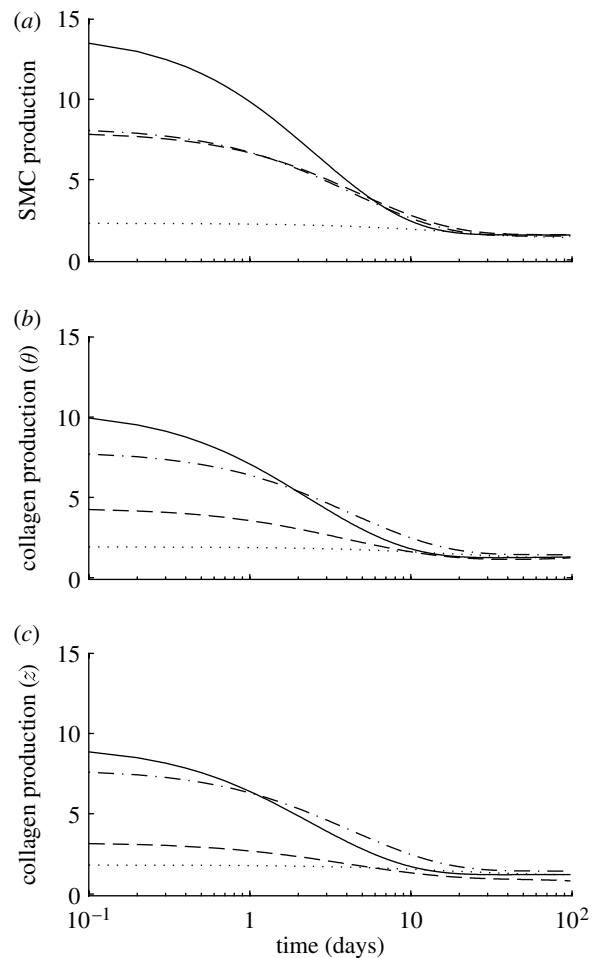 (a)
15
10
5
0
SMC production
(b)
15
10
5
0
collagen production (θ)
(c)
15
10
5
0
collagen production (z)
10⁻¹ 1 10 10²
time (days)